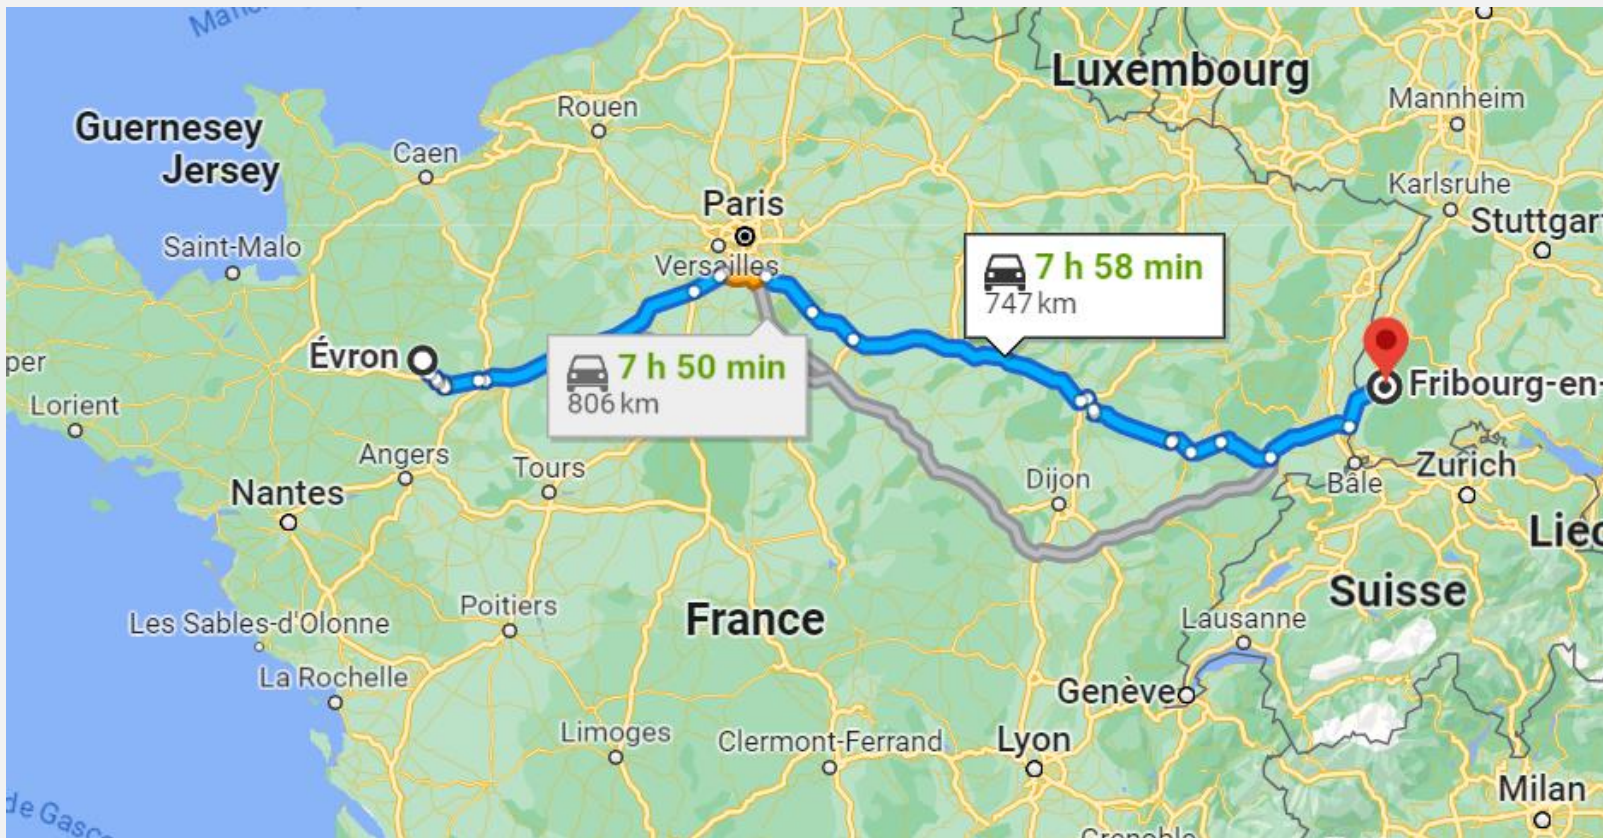 Luxembourg
Mannheim
Rouen
Guernesey
Jersey
Caen
Karlsruhe
Paris
Stuttgar
Saint-Malo
Versailles
7 h 58 min
747 km
Évron
7 h 50 min
806 km
per
Fribourg-en-
Lorient
Angers
Tours
Dijon
Zurich
Bâle
Nantes
Lie
Suisse
Poitiers
France
Lausanne
Les Sables-d'Olonne
La Rochelle
Genève
Limoges
Clermont-Ferrand
Lyon
Milan
de Gasc
Grenoble